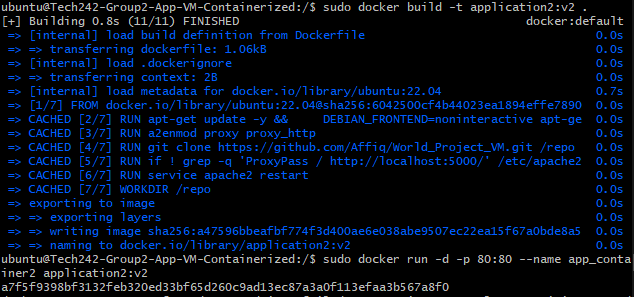 ubuntu@Tech242-Group2-App-VM-Containerized:/$ sudo docker build -t application2:v2 .
[+] Building 0.8s (11/11) FINISHED docker:default
=> [internal] load build definition from Dockerfile 0.0s
=> => transferring dockerfile: 1.06kB 0.0s
=> [internal] load .dockerignore 0.0s
=> => transferring context: 2B 0.0s
=> [internal] load metadata for docker.io/library/ubuntu:22.04 0.7s
=> [1/7] FROM docker.io/library/ubuntu:22.04@sha256:6042500cf4b44023ea1894effe7890 0.0s
=> CACHED [2/7] RUN apt-get update -y && DEBIAN_FRONTEND=noninteractive apt-ge 0.0s
=> CACHED [3/7] RUN a2enmod proxy proxy_http 0.0s
=> CACHED [4/7] RUN git clone https://github.com/Affiq/World_Project_VM.git /repo 0.0s
=> CACHED [5/7] RUN if ! grep -q 'ProxyPass / http://localhost:5000/' /etc/apache2 0.0s
=> CACHED [6/7] RUN service apache2 restart 0.0s
=> CACHED [7/7] WORKDIR /repo 0.0s
=> exporting to image 0.0s
=> => exporting layers 0.0s
=> => writing image sha256:a47596bbeafbf774f3d400ae6e038abe9507ec22ea15f67a0bde8a5 0.0s
=> => naming to docker.io/library/application2:v2 0.0s
ubuntu@Tech242-Group2-App-VM-Containerized:/$ sudo docker run -d -p 80:80 --name app_conta
iner2 application2:v2
a7f5f9398bf3132feb320ed33bf65d260c9ad13ec87a3a0f113efaa3b567a8f0